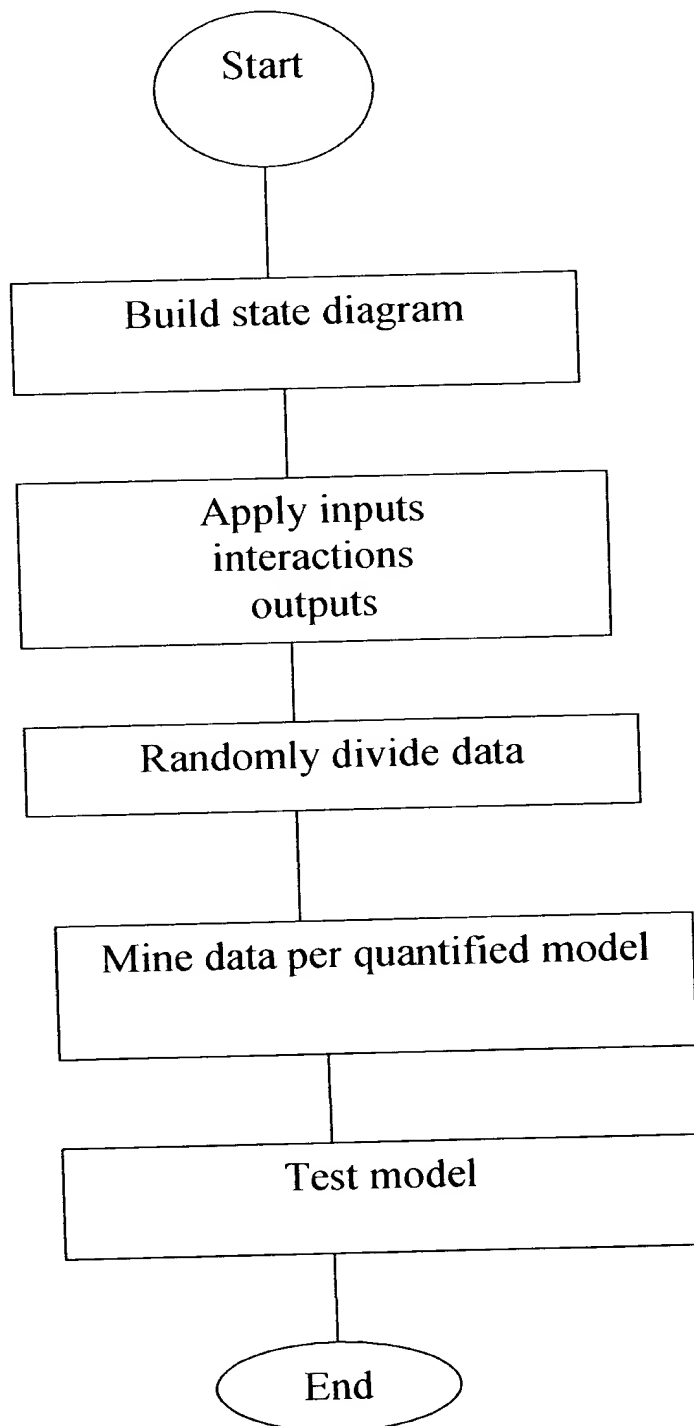 Start
Build state diagram
Apply inputs
interactions
outputs
Randomly divide data
Mine data per quantified model
Test model
End